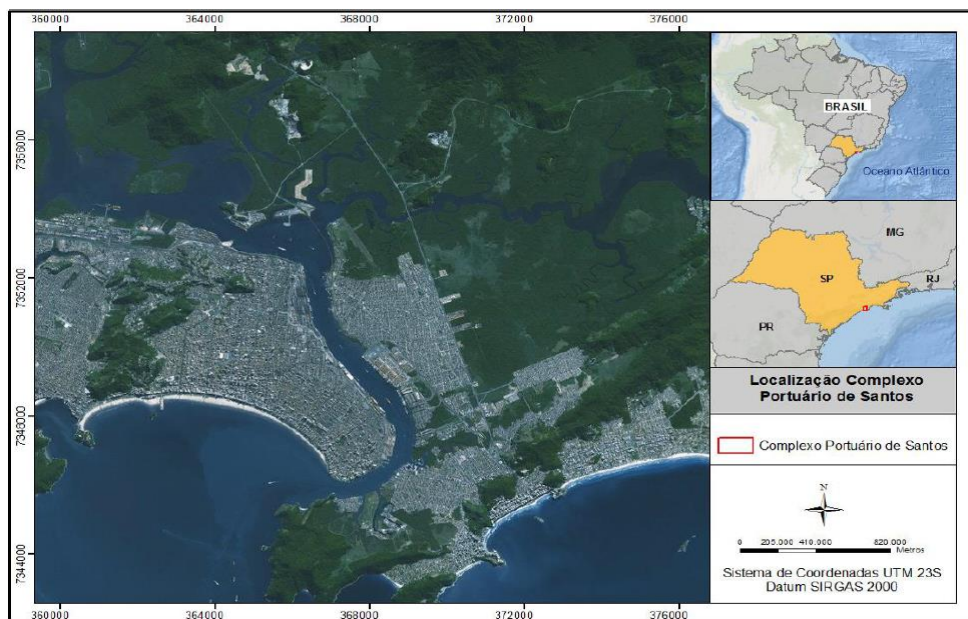 360000 364000 368000 372000 376000
7356000
7352000
7348000
7344000
360000 364000 368000 372000 376000
BRASIL
Oceano Atlântico
MG
SP
RJ
PR
Localização Complexo
Portuário de Santos
Complexo Portuário de Santos
N
0 205.000 410.000 820.000
Metros
Sistema de Coordenadas UTM 23S
Datum SIRGAS 2000